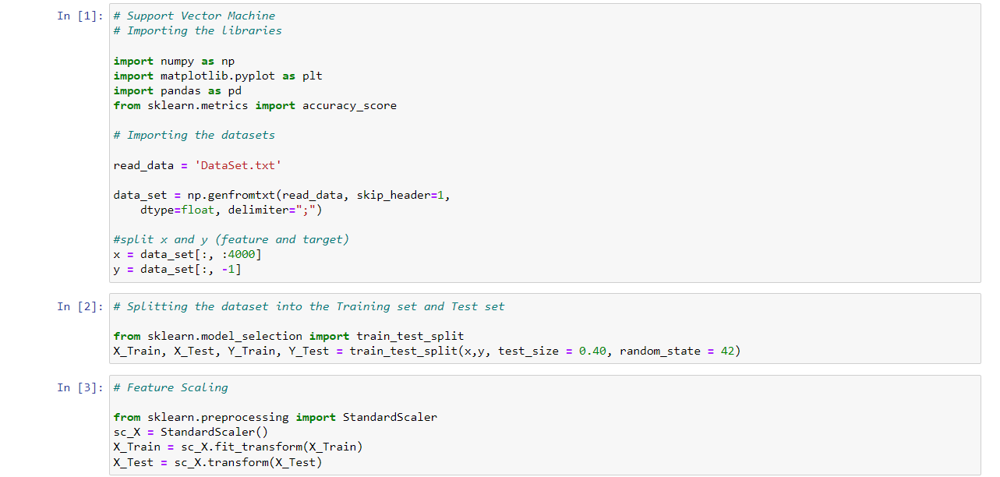 In [1]: # Support Vector Machine
# Importing the libraries
import numpy as np
import matplotlib.pyplot as plt
import pandas as pd
from sklearn.metrics import accuracy_score
# Importing the datasets
read_data = 'DataSet.txt'
data_set = np.genfromtxt(read_data, skip_header=1,
    dtype=float, delimiter=";")
#split x and y (feature and target)
x = data_set[:, :4000]
y = data_set[:, -1]
In [2]: # Splitting the dataset into the Training set and Test set
from sklearn.model_selection import train_test_split
X_Train, X_Test, Y_Train, Y_Test = train_test_split(x,y, test_size = 0.40, random_state = 42)
In [3]: # Feature Scaling
from sklearn.preprocessing import StandardScaler
sc_X = StandardScaler()
X_Train = sc_X.fit_transform(X_Train)
X_Test = sc_X.transform(X_Test)